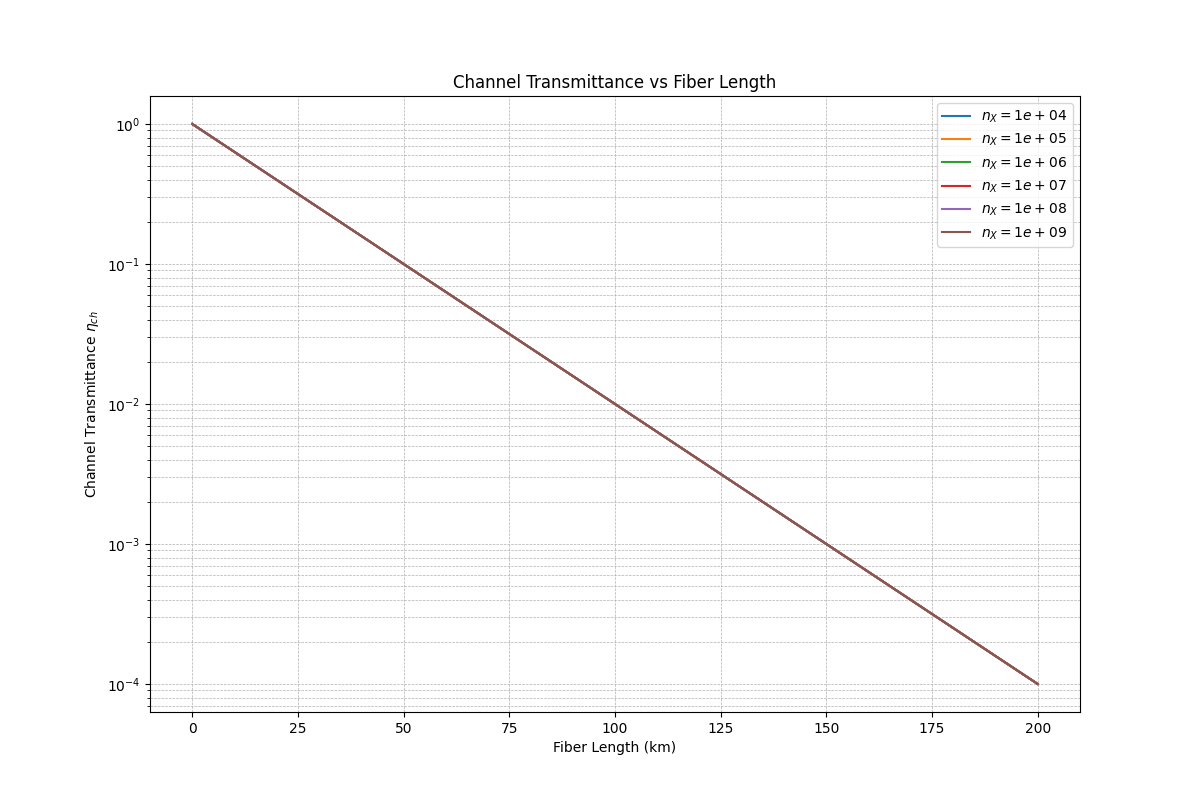 Channel Transmittance vs Fiber Length
n_X = 1e + 04
n_X = 1e + 05
n_X = 1e + 06
n_X = 1e + 07
n_X = 1e + 08
n_X = 1e + 09
Channel Transmittance η_ch
10⁰
10⁻¹
10⁻²
10⁻³
10⁻⁴
0 25 50 75 100 125 150 175 200
Fiber Length (km)